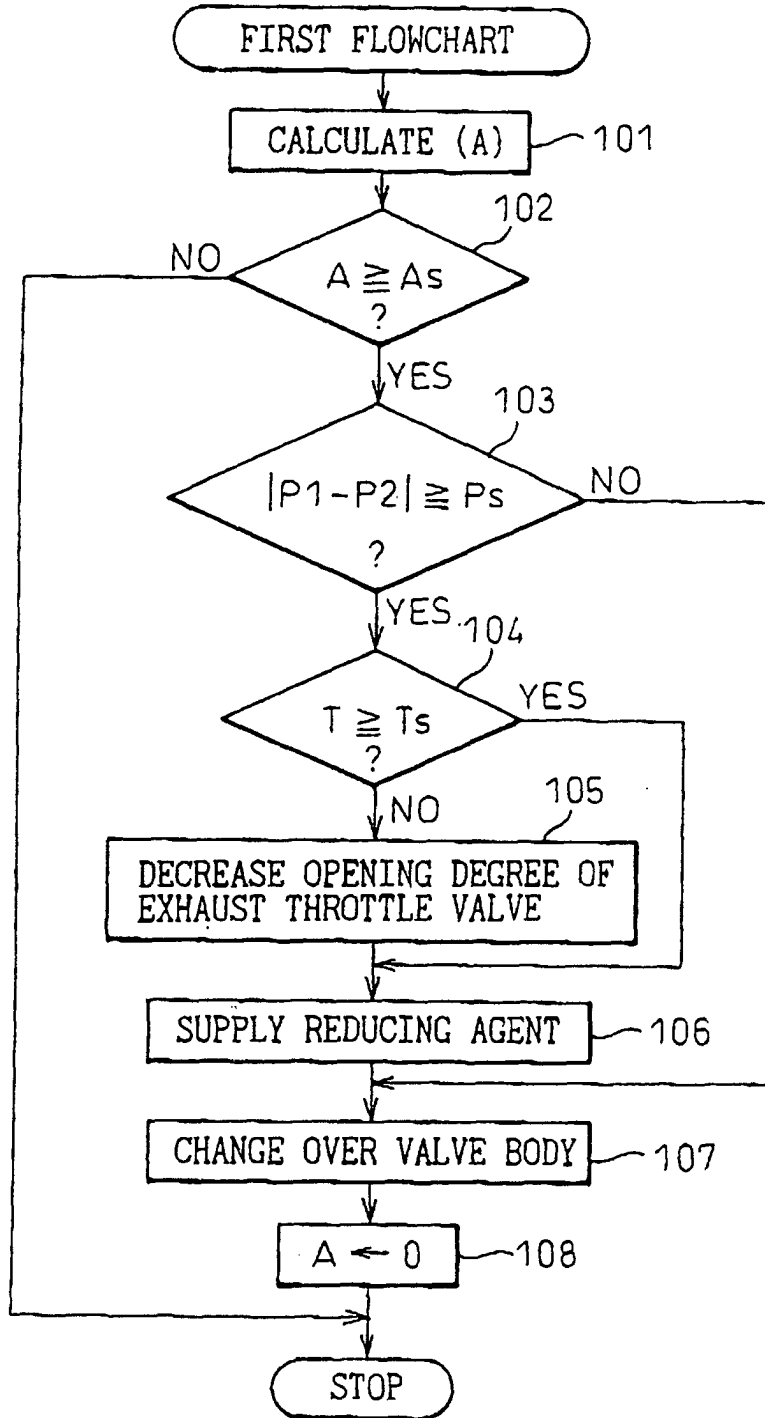 FIRST FLOWCHART
CALCULATE (A)
101
102
NO
A ≧ As
?
YES
103
|P1-P2| ≧ Ps
NO
?
YES
104
T ≧ Ts
YES
?
NO
105
DECREASE OPENING DEGREE OF
EXHAUST THROTTLE VALVE
SUPPLY REDUCING AGENT
106
CHANGE OVER VALVE BODY
107
A ← 0
108
STOP